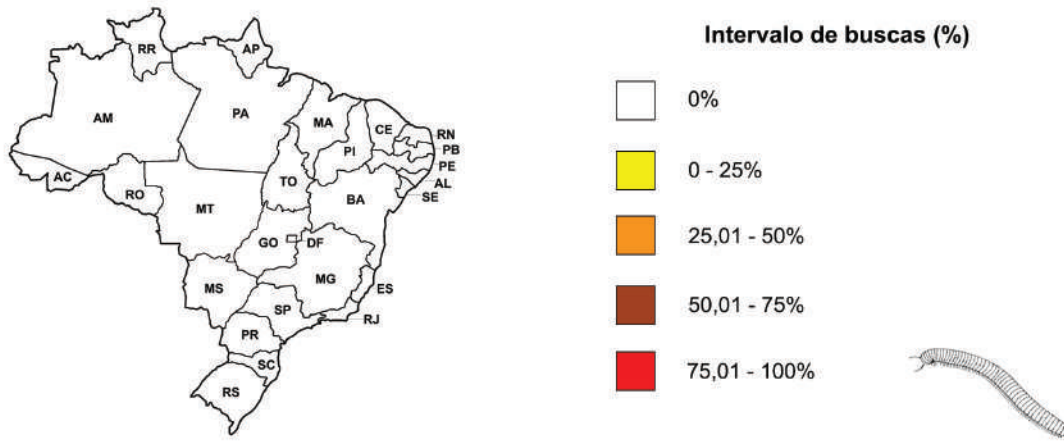 RR
AP
AM
PA
MA
CE
RN
PB
PI
PE
AC
AL
TO
SE
RO
BA
MT
GO
DF
MG
MS
ES
SP
RJ
PR
SC
RS
Intervalo de buscas (%)
0%
0 - 25%
25,01 - 50%
50,01 - 75%
75,01 - 100%